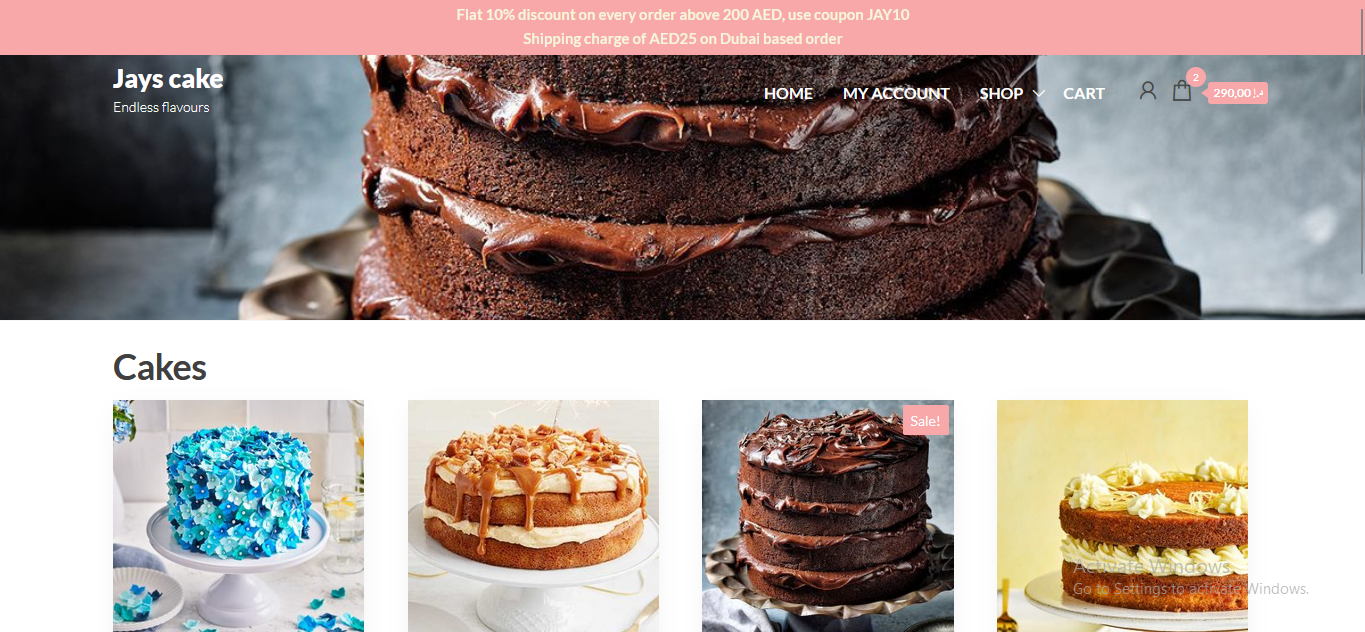 Flat 10% discount on every order above 200 AED, use coupon JAY10
Shipping charge of AED25 on Dubai based order
Jays cake
Endless flavours
HOME
MY ACCOUNT
SHOP
CART
2
290,00 د.إ
Cakes
Sale!
Activate Windows
Go to Settings to activate Windows.